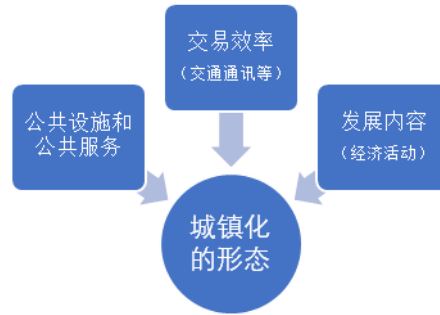 交易效率
（交通通讯等）
公共设施和
公共服务
发展内容
（经济活动）
城镇化
的形态